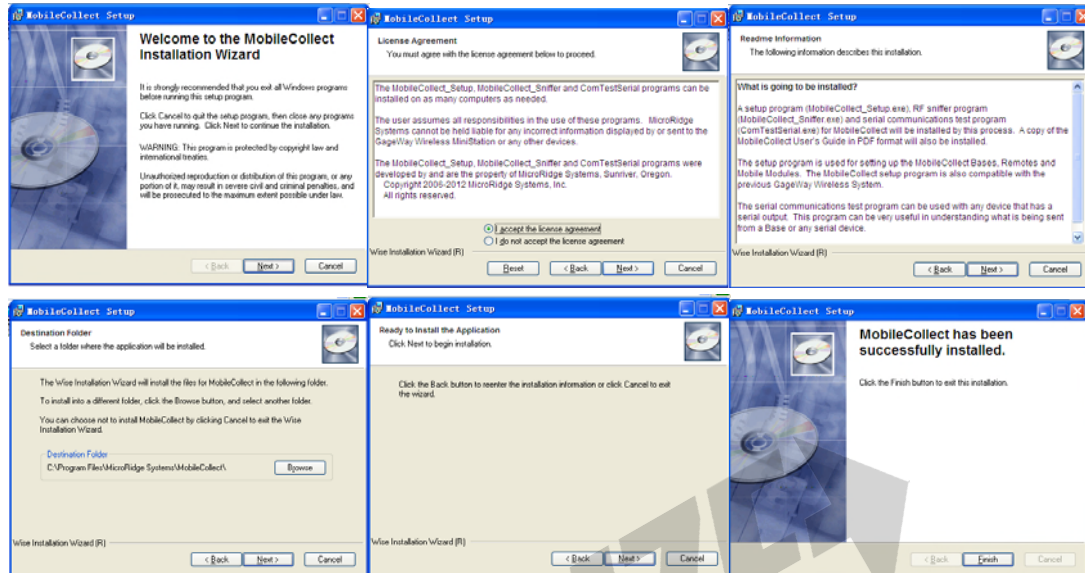 MobileCollect Setup
Welcome to the MobileCollect
Installation Wizard
It is strongly recommended that you exit all Windows programs
before running this setup program.
Click Cancel to quit the setup program, then close any programs
you have running. Click Next to continue the installation.
WARNING: This program is protected by copyright law and
international treaties.
Unauthorized reproduction or distribution of this program, or any
portion of it, may result in severe civil and criminal penalties, and
will be prosecuted to the maximum extent possible under law.
< Back
Next >
Cancel
MobileCollect Setup
License Agreement
You must agree with the license agreement below to proceed.
The MobileCollect_Setup, MobileCollect_Sniffer and ComTestSerial programs can be
installed on as many computers as needed.
The user assumes all responsibilities in the use of these programs. MicroRidge
Systems cannot be held liable for any incorrect information displayed by or sent to the
GageWay Wireless MiniStation or any other devices.
The MobileCollect_Setup, MobileCollect_Sniffer and ComTestSerial programs were
developed by and are the property of MicroRidge Systems, Sunriver, Oregon.
Copyright 2006-2012 MicroRidge Systems, Inc.
All rights reserved.
I accept the license agreement
I do not accept the license agreement
Wise Installation Wizard (R)
Reset
< Back
Next >
Cancel
MobileCollect Setup
Readme Information
The following information describes this installation.
What is going to be installed?
A setup program (MobileCollect_Setup.exe), RF sniffer program
(MobileCollect_Sniffer.exe) and serial communications test program
(ComTestSerial.exe) for MobileCollect will be installed by this process. A copy of the
MobileCollect User's Guide in PDF format will also be installed.
The setup program is used for setting up the MobileCollect Bases, Remotes and
Mobile Modules. The MobileCollect setup program is also compatible with the
previous GageWay Wireless System.
The serial communications test program can be used with any device that has a
serial output. This program can be very useful in understanding what is being sent
from a Base or any serial device.
Wise Installation Wizard (R)
< Back
Next >
Cancel
MobileCollect Setup
Destination Folder
Select a folder where the application will be installed.
The Wise Installation Wizard will install the files for MobileCollect in the following folder.
To install into a different folder, click the Browse button, and select another folder.
You can choose not to install MobileCollect by clicking Cancel to exit the Wise
Installation Wizard.
Destination Folder
C:\Program Files\MicroRidge Systems\MobileCollect\
Browse
Wise Installation Wizard (R)
< Back
Next >
Cancel
MobileCollect Setup
Ready to Install the Application
Click Next to begin installation.
Click the Back button to reenter the installation information or click Cancel to exit
the wizard.
Wise Installation Wizard (R)
< Back
Next >
Cancel
MobileCollect Setup
MobileCollect has been
successfully installed.
Click the Finish button to exit this installation.
< Back
Finish
Cancel